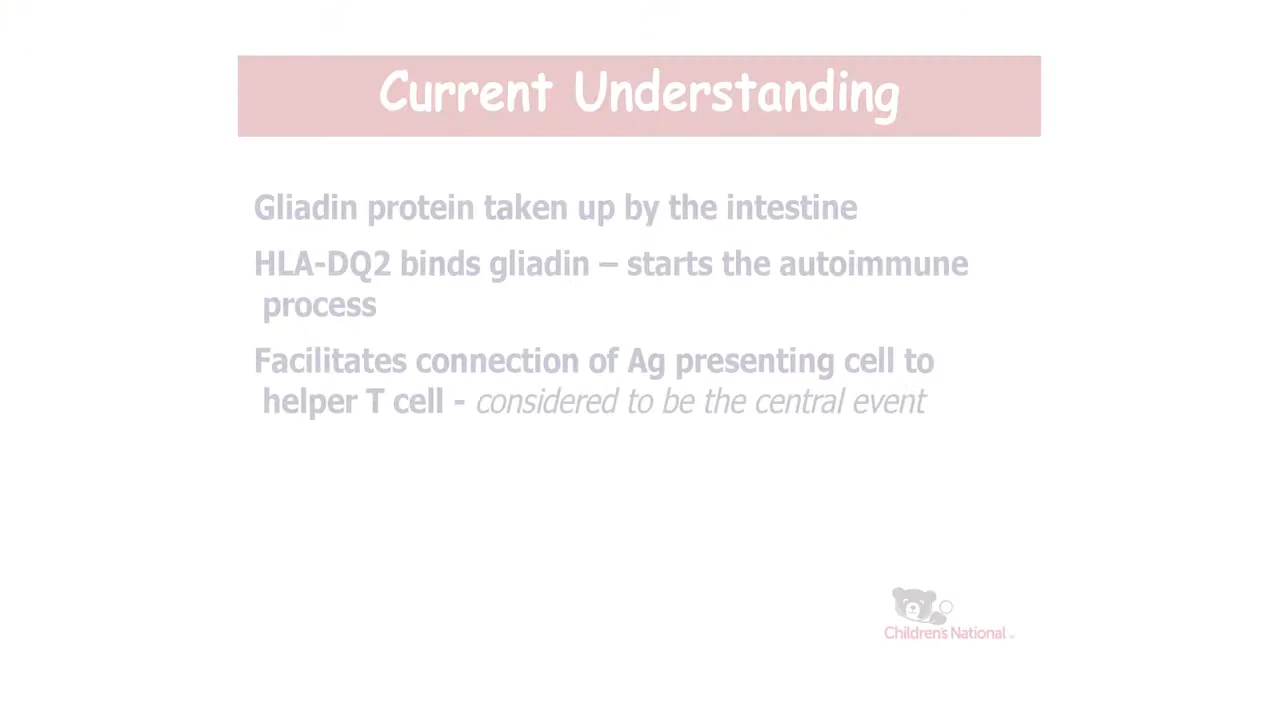 Current Understanding
Gliadin protein taken up by the intestine
HLA-DQ2 binds gliadin – starts the autoimmune
process
Facilitates connection of Ag presenting cell to
helper T cell - considered to be the central event
Children's National